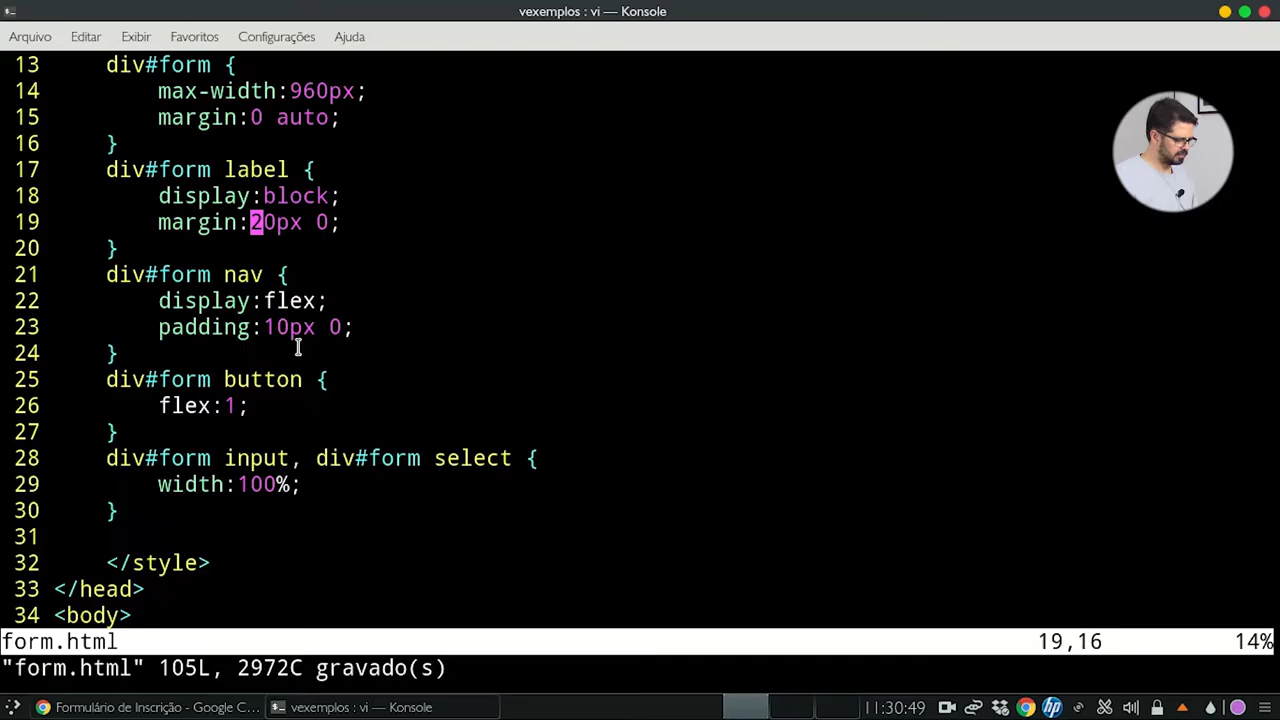 vexemplos : vi — Konsole
Arquivo Editar Exibir Favoritos Configurações Ajuda
13 div#form {
14 max-width:960px;
15 margin:0 auto;
16 }
17 div#form label {
18 display:block;
19 margin:20px 0;
20 }
21 div#form nav {
22 display:flex;
23 padding:10px 0;
24 }
25 div#form button {
26 flex:1;
27 }
28 div#form input, div#form select {
29 width:100%;
30 }
31
32 </style>
33 </head>
34 <body>
form.html 19,16 14%
"form.html" 105L, 2972C gravado(s)
Formulário de Inscrição - Google C... vexemplos : vi — Konsole 11:30:49 hp